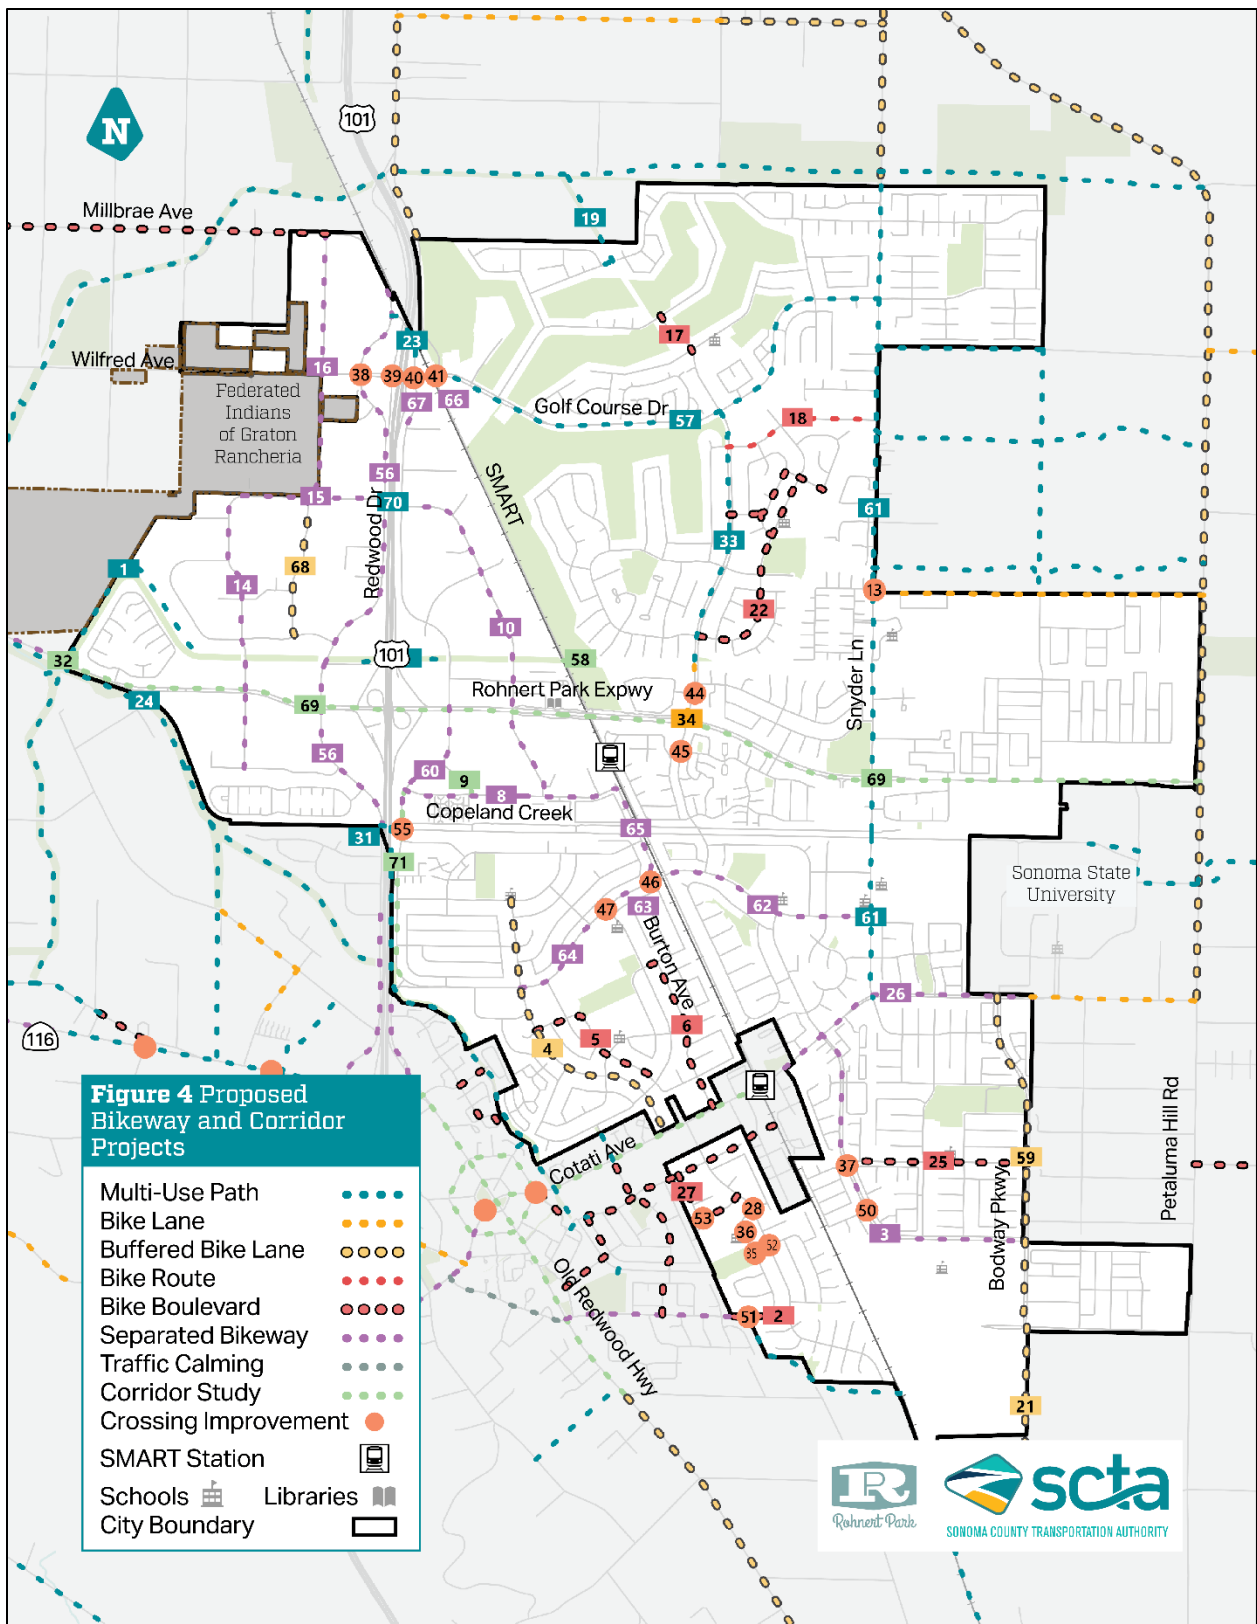 N
101
Millbrae Ave
19
17
Wilfred Ave
23
16
38
39
40
41
67
66
Federated
Indians
of Graton
Rancheria
Golf Course Dr
57
18
56
SMART
15
70
61
Redwood Dr
33
1
68
14
13
22
10
32
101
58
Snyder Ln
24
69
Rohnert Park Expwy
44
34
45
56
60
9
8
69
Copeland Creek
31
55
65
71
46
63
47
62
61
Sonoma State
University
64
Burton Ave
26
116
4
5
6
Figure 4 Proposed
Bikeway and Corridor
Projects
Multi-Use Path
Bike Lane
Buffered Bike Lane
Bike Route
Bike Boulevard
Separated Bikeway
Traffic Calming
Corridor Study
Crossing Improvement
SMART Station
Schools
Libraries
City Boundary
Cotati Ave
37
25
59
Petaluma Hill Rd
27
53
28
36
35
52
50
3
Bodway Pkwy
Old Redwood Hwy
51
2
21
R
Rohnert Park
scta
SONOMA COUNTY TRANSPORTATION AUTHORITY